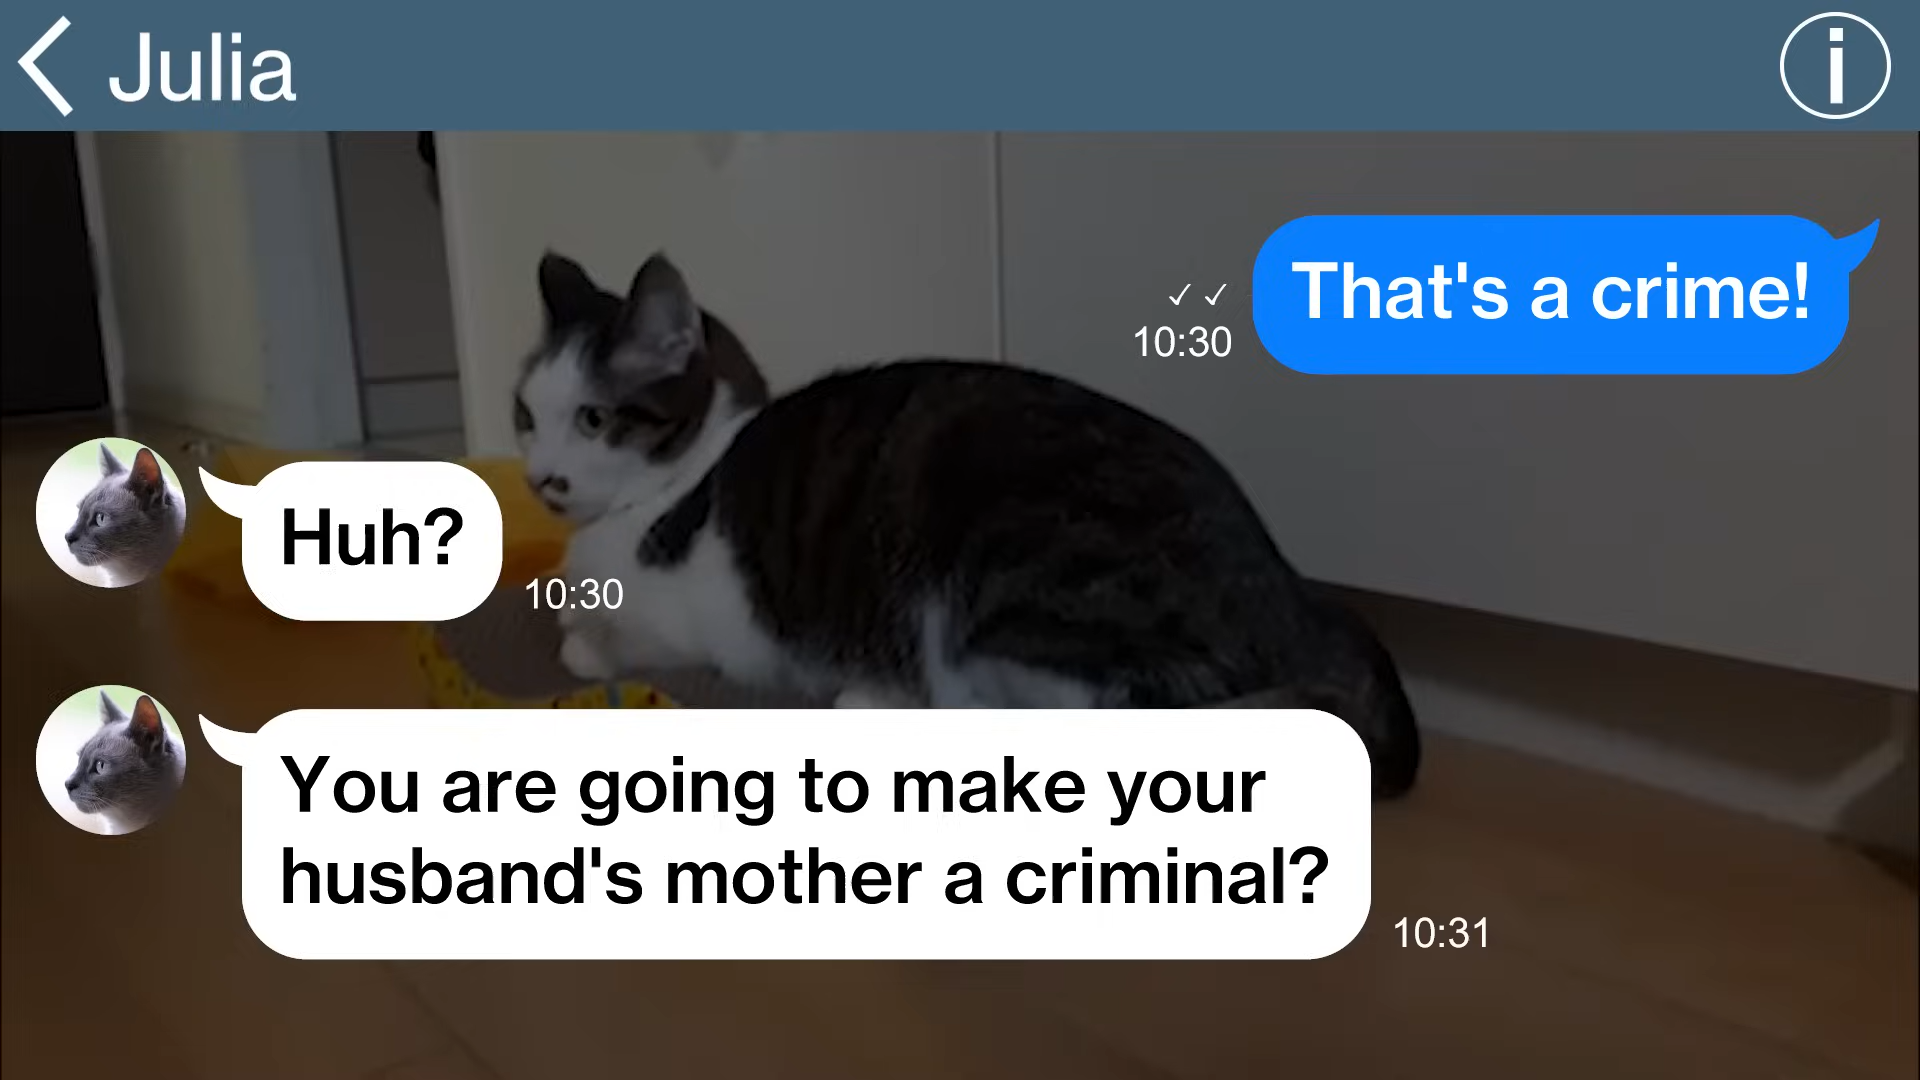 Julia
That's a crime!
✓ ✓
10:30
Huh?
10:30
You are going to make your
husband's mother a criminal?
10:31